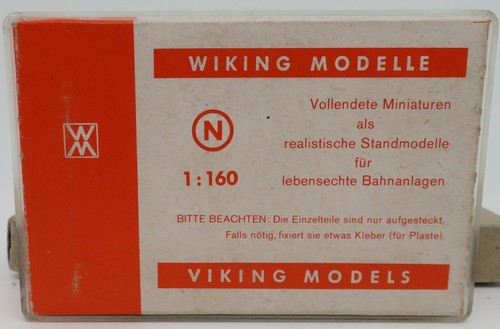 WIKING MODELLE
WM
N
1:160
Vollendete Miniaturen
als
realistische Standmodelle
für
lebensechte Bahnanlagen
BITTE BEACHTEN: Die Einzelteile sind nur aufgesteckt.
Falls nötig, fixiert sie etwas Kleber (für Plaste).
VIKING MODELS